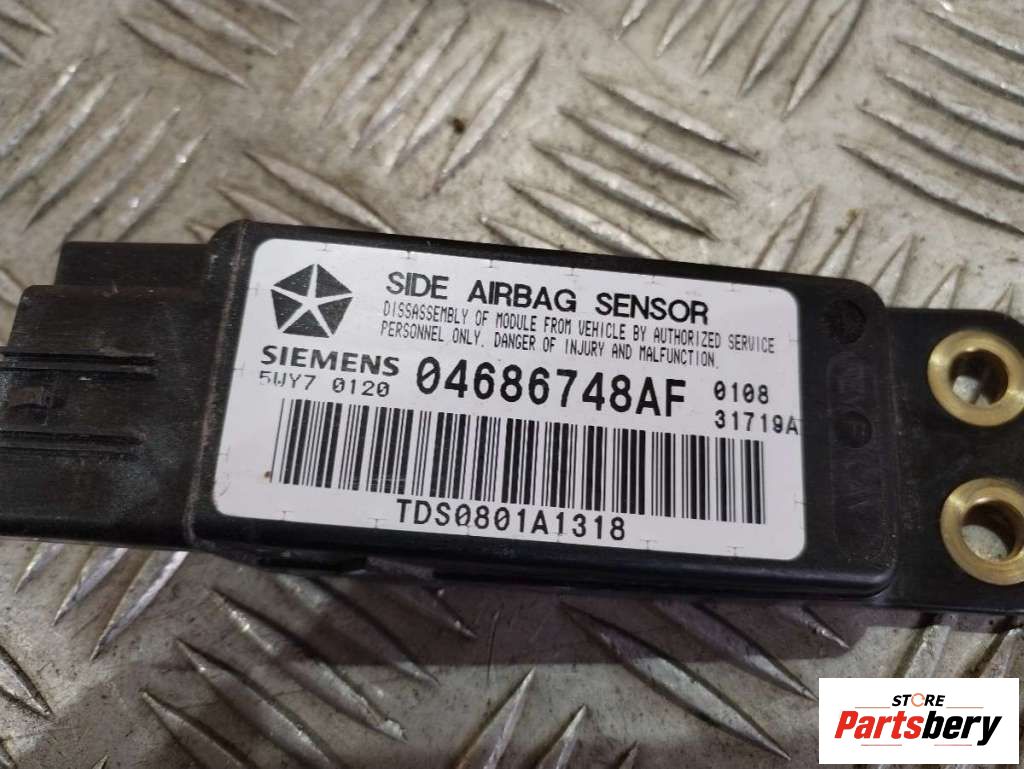 SIDE AIRBAG SENSOR
DISSASSEMBLY OF MODULE FROM VEHICLE BY AUTHORIZED SERVICE
PERSONNEL ONLY. DANGER OF INJURY AND MALFUNCTION.
SIEMENS 04686748AF 0108
5WY7 0120 31719A
TDS0801A1318
STORE
Partsbery